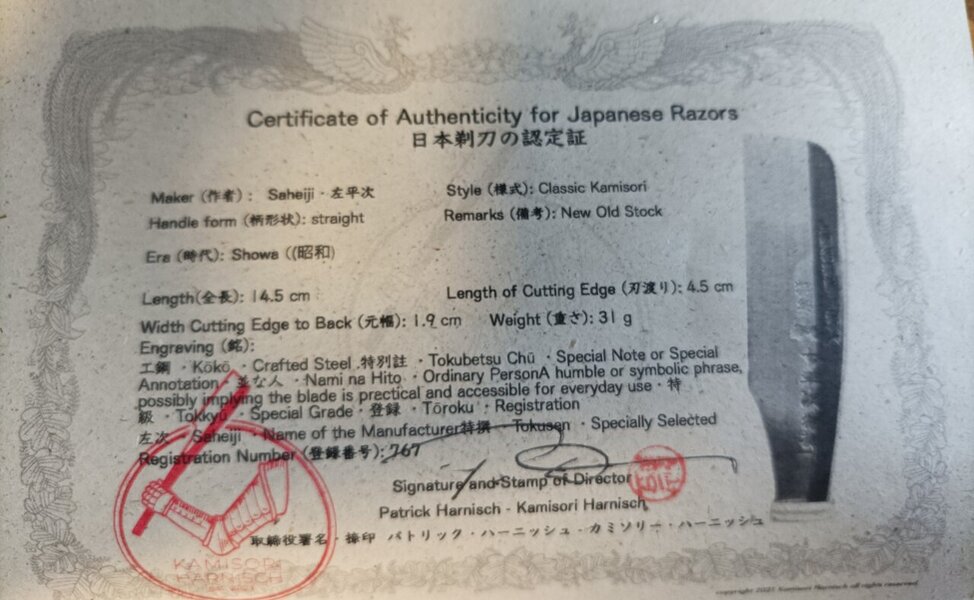 Certificate of Authenticity for Japanese Razors
日本剃刀の認定証
Maker (作者) : Saheiji · 左平次
Style (様式): Classic Kamisori
Handle form (柄形状): straight
Remarks (備考): New Old Stock
Era (時代): Showa ((昭和)
Length(全長): 14.5 cm
Length of Cutting Edge (刃渡り): 4.5 cm
Width Cutting Edge to Back (元幅): 1.9 cm
Weight (重さ): 31 g
Engraving (銘):
工鋼 · Kōkō · Crafted Steel .特別註 · Tokubetsu Chū · Special Note or Special
Annotation 並な人 · Nami na Hito · Ordinary PersonA humble or symbolic phrase,
possibly implying the blade is practical and accessible for everyday use · 特
級 · Tokkyū · Special Grade · 登録 · Tōroku · Registration
左次 · Saheiji · Name of the Manufacturer特撰 · Tokusen · Specially Selected
Registration Number (登録番号): 767
Signature and Stamp of Director
Patrick Harnisch - Kamisori Harnisch
取締役署名・捺印 パトリック・ハーニッシュ・カミソリー・ハーニッシュ
KAMISORI
HARNISCH
copyright 2021 Kamisori Harnisch all rights reserved